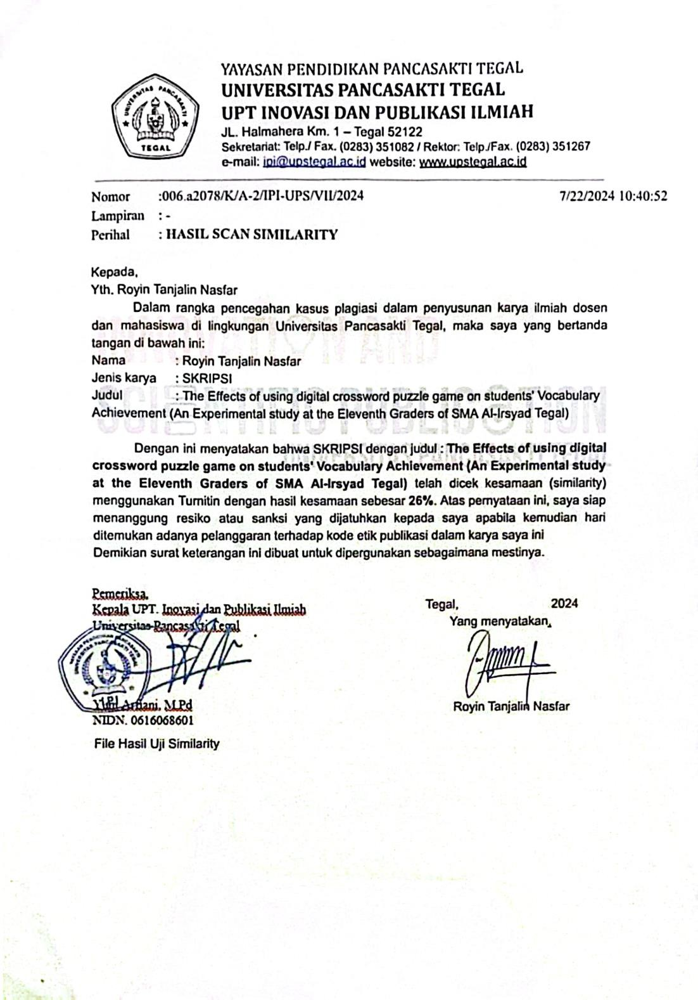 YAYASAN PENDIDIKAN PANCASAKTI TEGAL
UNIVERSITAS PANCASAKTI TEGAL
UPT INOVASI DAN PUBLIKASI ILMIAH
JL. Halmahera Km. 1 – Tegal 52122
Sekretariat: Telp./ Fax. (0283) 351082 / Rektor: Telp./Fax. (0283) 351267
e-mail: ipi@upstegal.ac.id website: www.upstegal.ac.id
UNIVERSITAS PANCASAKTI
TEGAL
Nomor :006.a2078/K/A-2/IPI-UPS/VII/2024 7/22/2024 10:40:52
Lampiran : -
Perihal : HASIL SCAN SIMILARITY
Kepada,
Yth. Royin Tanjalin Nasfar
Dalam rangka pencegahan kasus plagiasi dalam penyusunan karya ilmiah dosen
dan mahasiswa di lingkungan Universitas Pancasakti Tegal, maka saya yang bertanda
tangan di bawah ini:
Nama : Royin Tanjalin Nasfar
Jenis karya : SKRIPSI
Judul : The Effects of using digital crossword puzzle game on students' Vocabulary
Achievement (An Experimental study at the Eleventh Graders of SMA Al-Irsyad Tegal)
Dengan ini menyatakan bahwa SKRIPSI dengan judul : The Effects of using digital
crossword puzzle game on students' Vocabulary Achievement (An Experimental study
at the Eleventh Graders of SMA Al-Irsyad Tegal) telah dicek kesamaan (similarity)
menggunakan Turnitin dengan hasil kesamaan sebesar 26%. Atas pernyataan ini, saya siap
menanggung resiko atau sanksi yang dijatuhkan kepada saya apabila kemudian hari
ditemukan adanya pelanggaran terhadap kode etik publikasi dalam karya saya ini
Demikian surat keterangan ini dibuat untuk dipergunakan sebagaimana mestinya.
Pemeriksa,
Kepala UPT. Inovasi dan Publikasi Ilmiah
Universitas Pancasakti Tegal
M.Pd
NIDN. 0616068601
File Hasil Uji Similarity
Tegal, 2024
Yang menyatakan,
Royin Tanjalin Nasfar